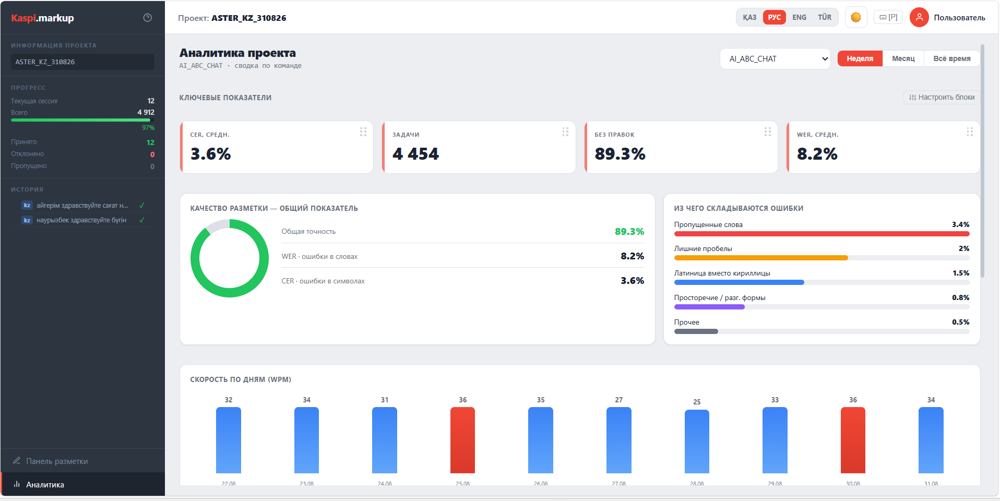 Kaspi.markup
ИНФОРМАЦИЯ ПРОЕКТА
ASTER_KZ_310826
ПРОГРЕСС
Текущая сессия 12
Всего 4 912
97%
Принято 12
Отклонено 0
Пропущено 0
ИСТОРИЯ
kz айгерім здравствуйте сағат н... ✓
kz наурызбек здравствуйте бүгін ✓
Панель разметки
Аналитика
Проект: ASTER_KZ_310826
ҚАЗ РУС ENG TÜR
[P]
Пользователь
Аналитика проекта
AI_ABC_CHAT · сводка по команде
AI_ABC_CHAT
Неделя Месяц Всё время
КЛЮЧЕВЫЕ ПОКАЗАТЕЛИ
Настроить блоки
CER, СРЕДН.
3.6%
ЗАДАЧИ
4 454
БЕЗ ПРАВОК
89.3%
WER, СРЕДН.
8.2%
КАЧЕСТВО РАЗМЕТКИ — ОБЩИЙ ПОКАЗАТЕЛЬ
Общая точность 89.3%
WER · ошибки в словах 8.2%
CER · ошибки в символах 3.6%
ИЗ ЧЕГО СКЛАДЫВАЮТСЯ ОШИБКИ
Пропущенные слова 3.4%
Лишние пробелы 2%
Латиница вместо кириллицы 1.5%
Просторечие / разг. формы 0.8%
Прочее 0.5%
СКОРОСТЬ ПО ДНЯМ (WPM)
32 34 31 36 35 27 25 33 36 34
22.08 23.08 24.08 25.08 26.08 27.08 28.08 29.08 30.08 31.08